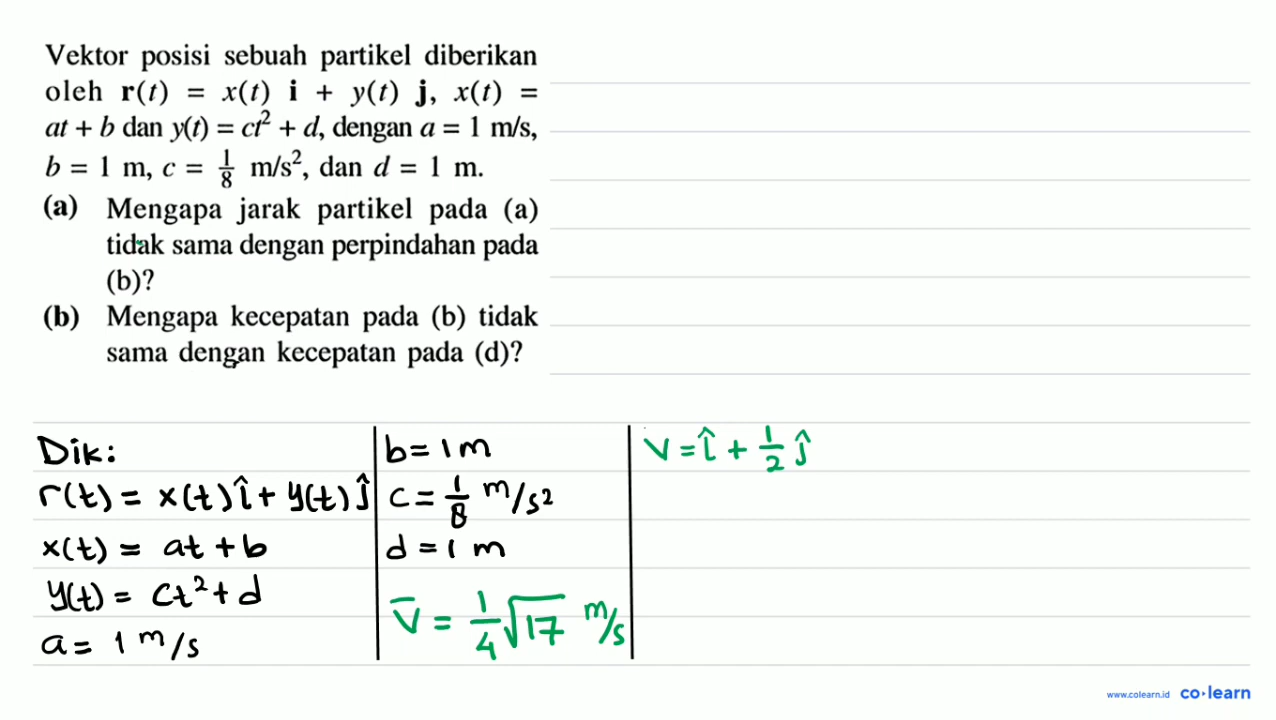 Vektor posisi sebuah partikel diberikan
oleh r(t) = x(t) i + y(t) j, x(t) =
at + b dan y(t) = ct² + d, dengan a = 1 m/s,
b = 1 m, c = 1/8 m/s², dan d = 1 m.
(a) Mengapa jarak partikel pada (a)
tidak sama dengan perpindahan pada
(b)?
(b) Mengapa kecepatan pada (b) tidak
sama dengan kecepatan pada (d)?
Dik:
r(t) = x(t)î + y(t)ĵ
x(t) = at + b
y(t) = ct² + d
a = 1 m/s
b = 1 m
c = 1/8 m/s²
d = 1 m
v̅ = 1/4 √17 m/s
v = î + 1/2 ĵ
www.colearn.id co·learn